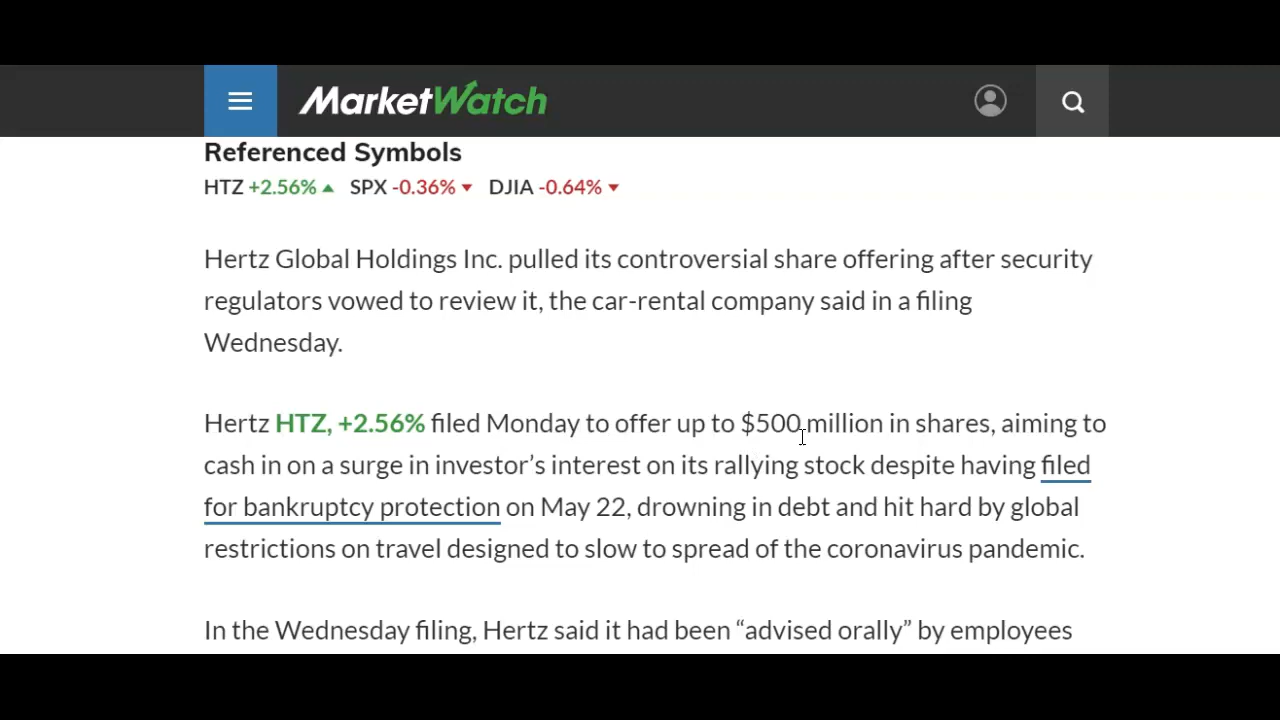 MarketWatch
Referenced Symbols
HTZ +2.56% SPX -0.36% DJIA -0.64%
Hertz Global Holdings Inc. pulled its controversial share offering after security
regulators vowed to review it, the car-rental company said in a filing
Wednesday.
Hertz HTZ, +2.56% filed Monday to offer up to $500 million in shares, aiming to
cash in on a surge in investor’s interest on its rallying stock despite having filed
for bankruptcy protection on May 22, drowning in debt and hit hard by global
restrictions on travel designed to slow to spread of the coronavirus pandemic.
In the Wednesday filing, Hertz said it had been “advised orally” by employees